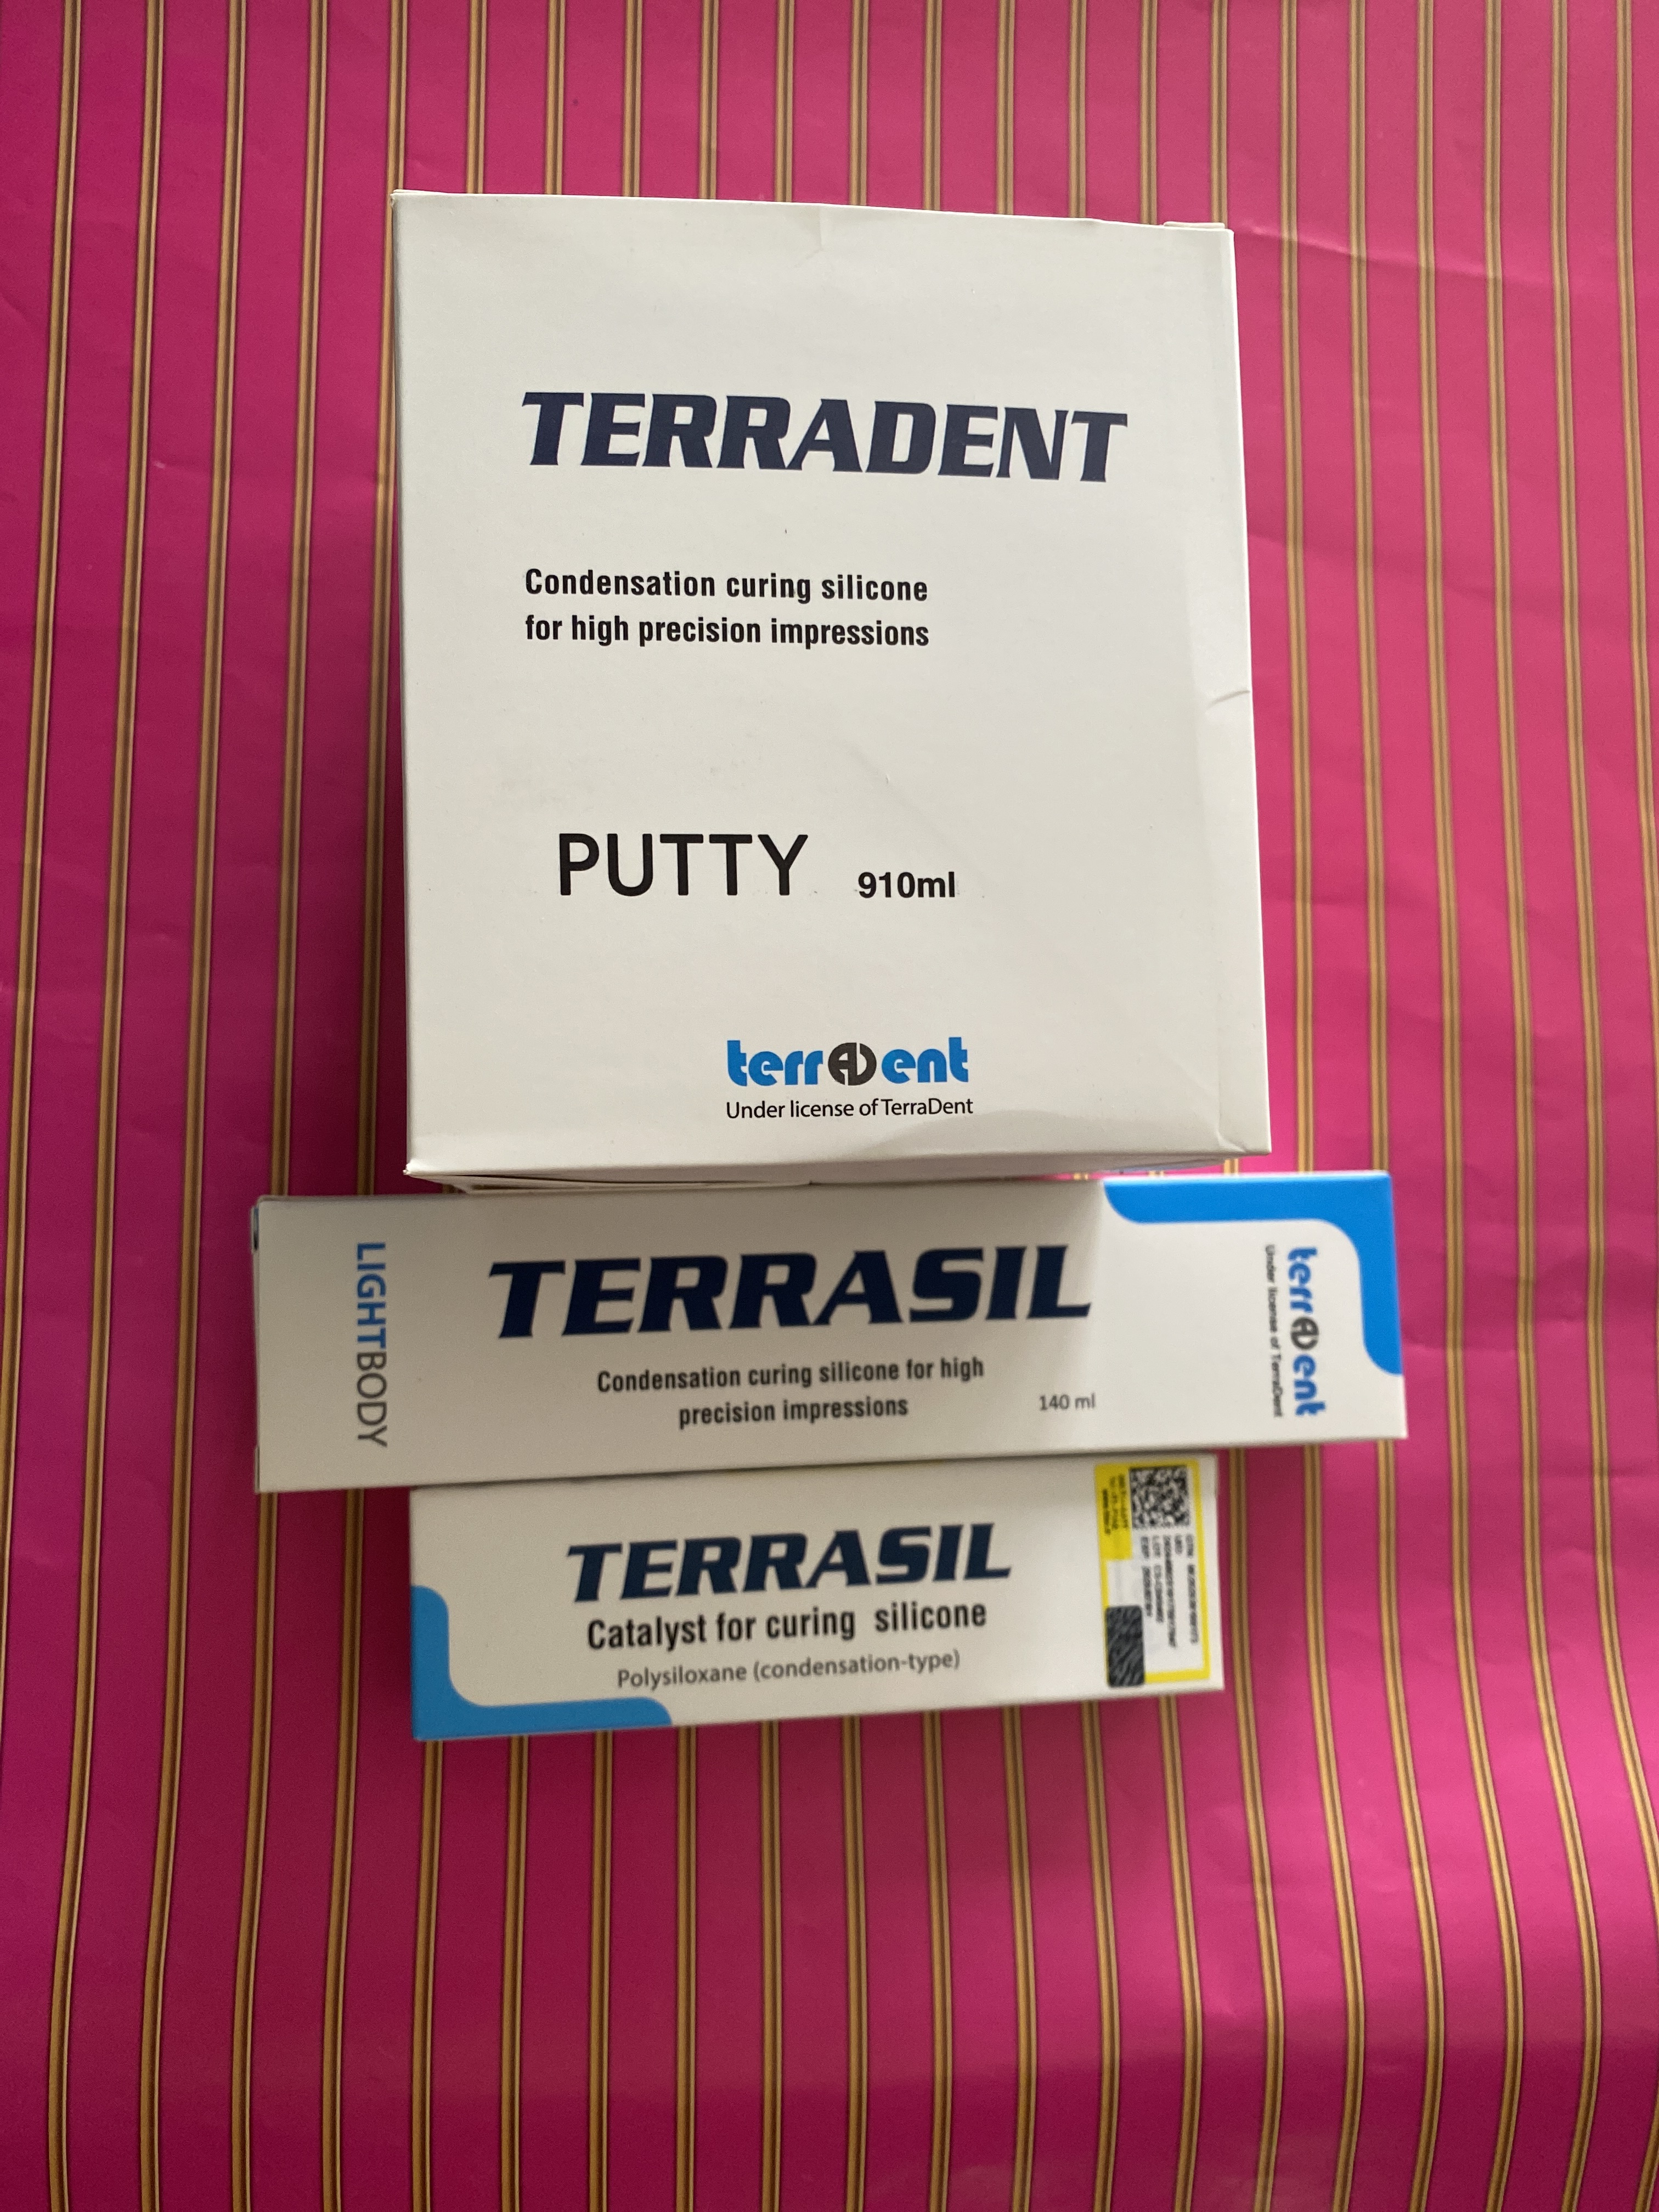 TERRADENT
Condensation curing silicone
for high precision impressions
PUTTY 910ml
terrADent
Under license of TerraDent
LIGHTBODY
TERRASIL
Condensation curing silicone for high
precision impressions
140 ml
terrADent
Under license of TerraDent
TERRASIL
Catalyst for curing silicone
Polysiloxane (condensation-type)